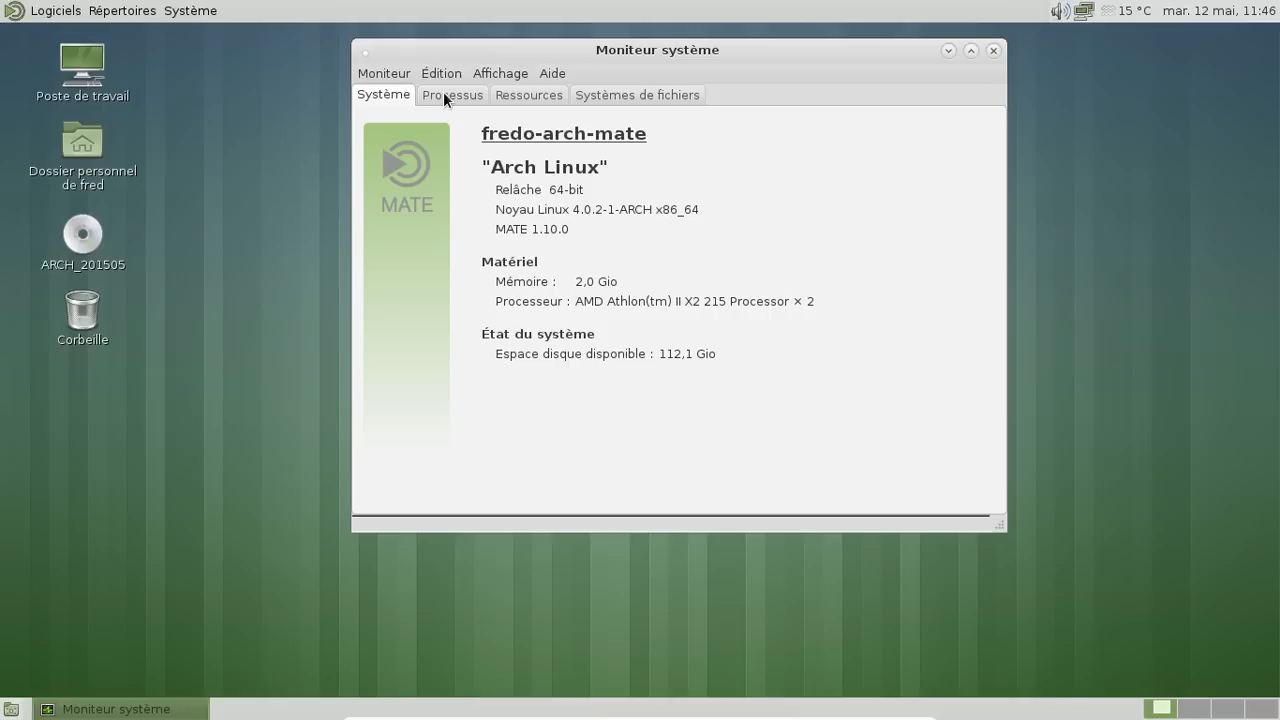 Logiciels Répertoires Système
15 °C mar. 12 mai, 11:46
Poste de travail
Dossier personnel
de fred
ARCH_201505
Corbeille
Moniteur système
Moniteur Édition Affichage Aide
Système Processus Ressources Systèmes de fichiers
MATE
fredo-arch-mate
"Arch Linux"
Relâche 64-bit
Noyau Linux 4.0.2-1-ARCH x86_64
MATE 1.10.0
Matériel
Mémoire : 2,0 Gio
Processeur : AMD Athlon(tm) II X2 215 Processor × 2
État du système
Espace disque disponible : 112,1 Gio
Moniteur système